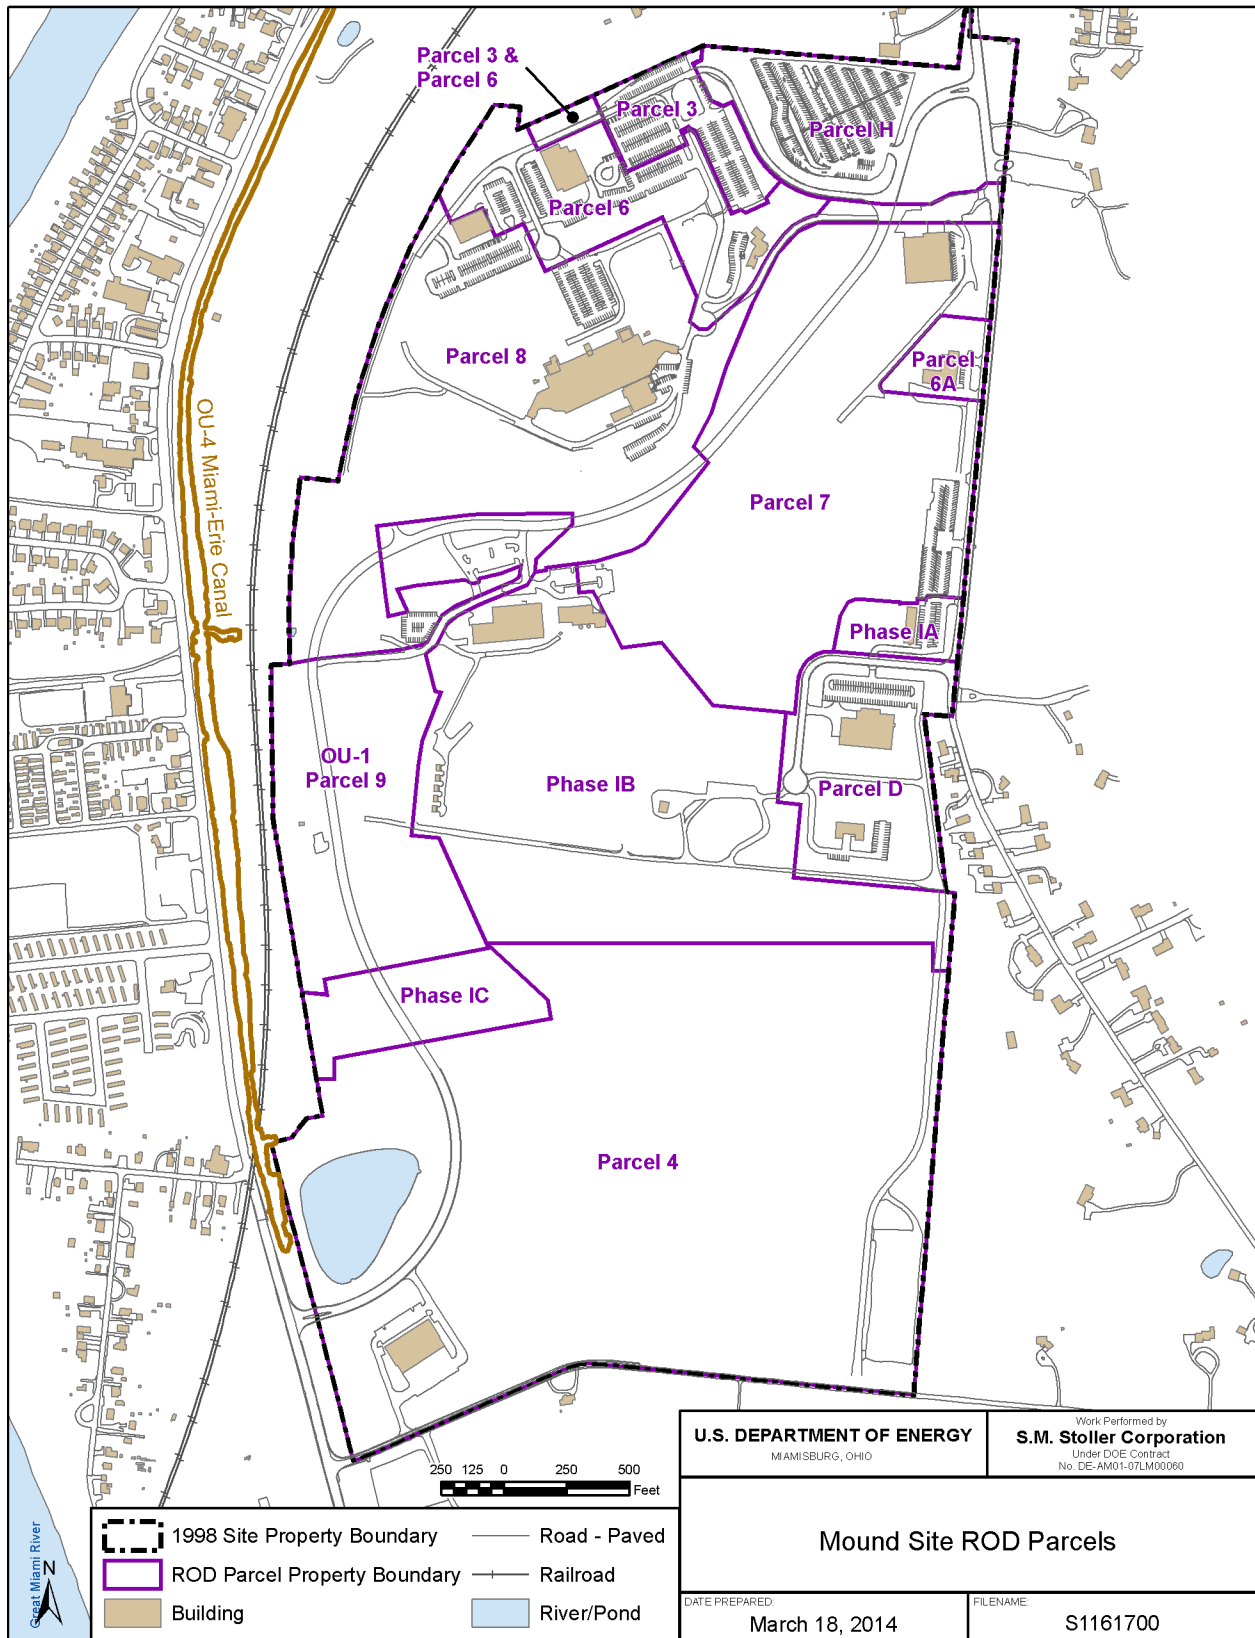 Parcel 3 &
Parcel 6
Parcel 3
Parcel H
Parcel 6
Parcel 8
Parcel
6A
OU-4 Miami-Erie Canal
Parcel 7
Phase IA
OU-1
Parcel 9
Phase IB
Parcel D
Phase IC
Parcel 4
250 125 0 250 500
Feet
U.S. DEPARTMENT OF ENERGY
MIAMISBURG, OHIO
Work Performed by
S.M. Stoller Corporation
Under DOE Contract
No. DE-AM01-07LM00060
Mound Site ROD Parcels
DATE PREPARED:
March 18, 2014
FILENAME:
S1161700
Great Miami River
N
1998 Site Property Boundary
ROD Parcel Property Boundary
Building
Road - Paved
Railroad
River/Pond